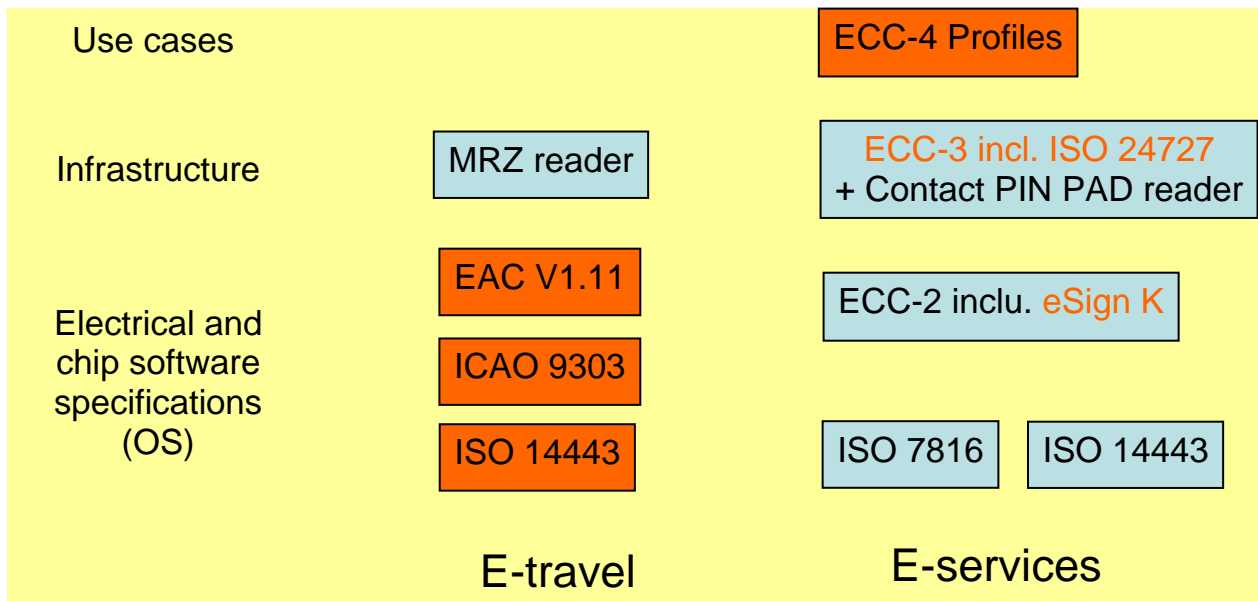 Use cases
ECC-4 Profiles
Infrastructure
MRZ reader
ECC-3 incl. ISO 24727
+ Contact PIN PAD reader
Electrical and
chip software
specifications
(OS)
EAC V1.11
ICAO 9303
ISO 14443
ECC-2 inclu. eSign K
ISO 7816
ISO 14443
E-travel
E-services